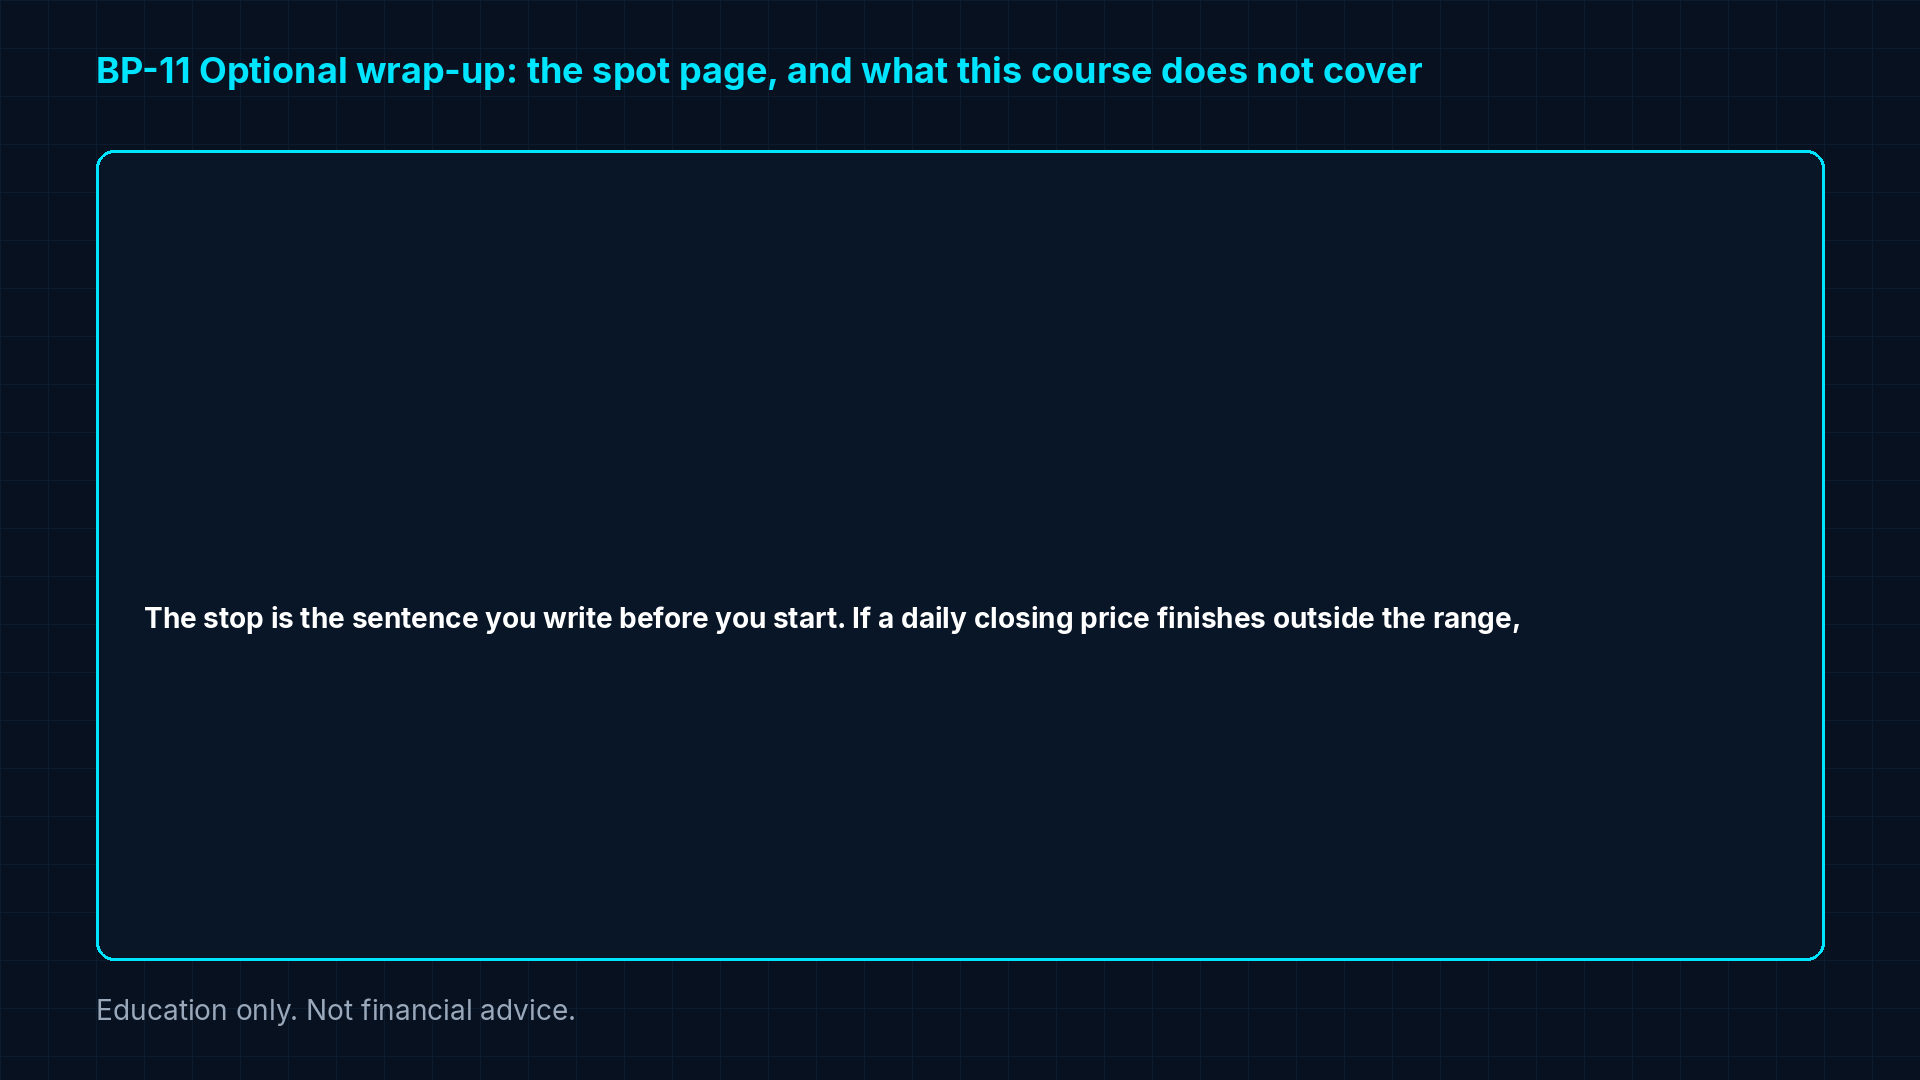 BP-11 Optional wrap-up: the spot page, and what this course does not cover
The stop is the sentence you write before you start. If a daily closing price finishes outside the range,
Education only. Not financial advice.